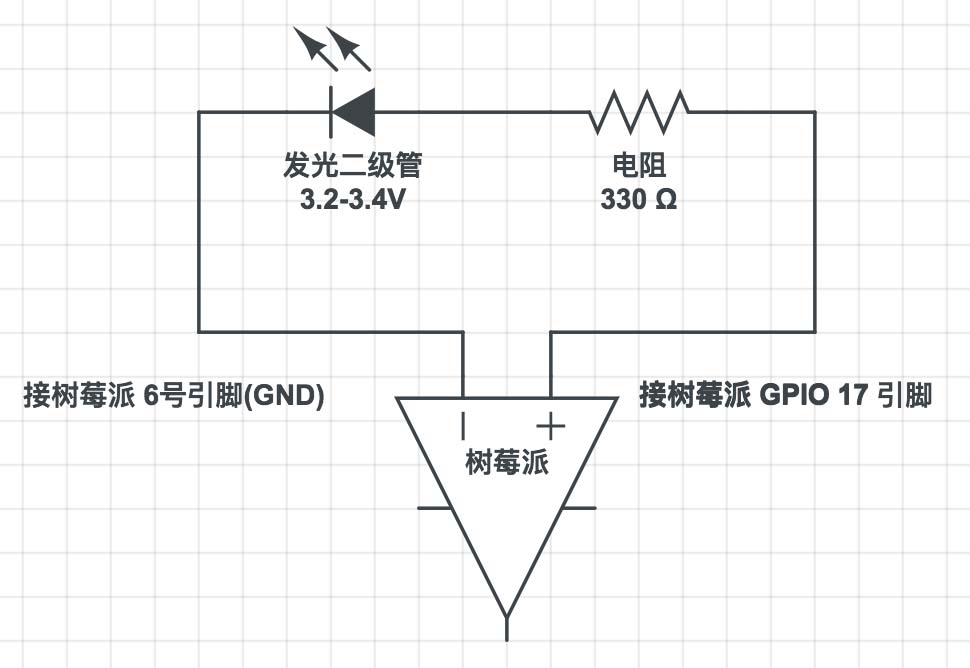 发光二级管
3.2-3.4V
电阻
330 Ω
接树莓派 6号引脚(GND)
接树莓派 GPIO 17 引脚
树莓派